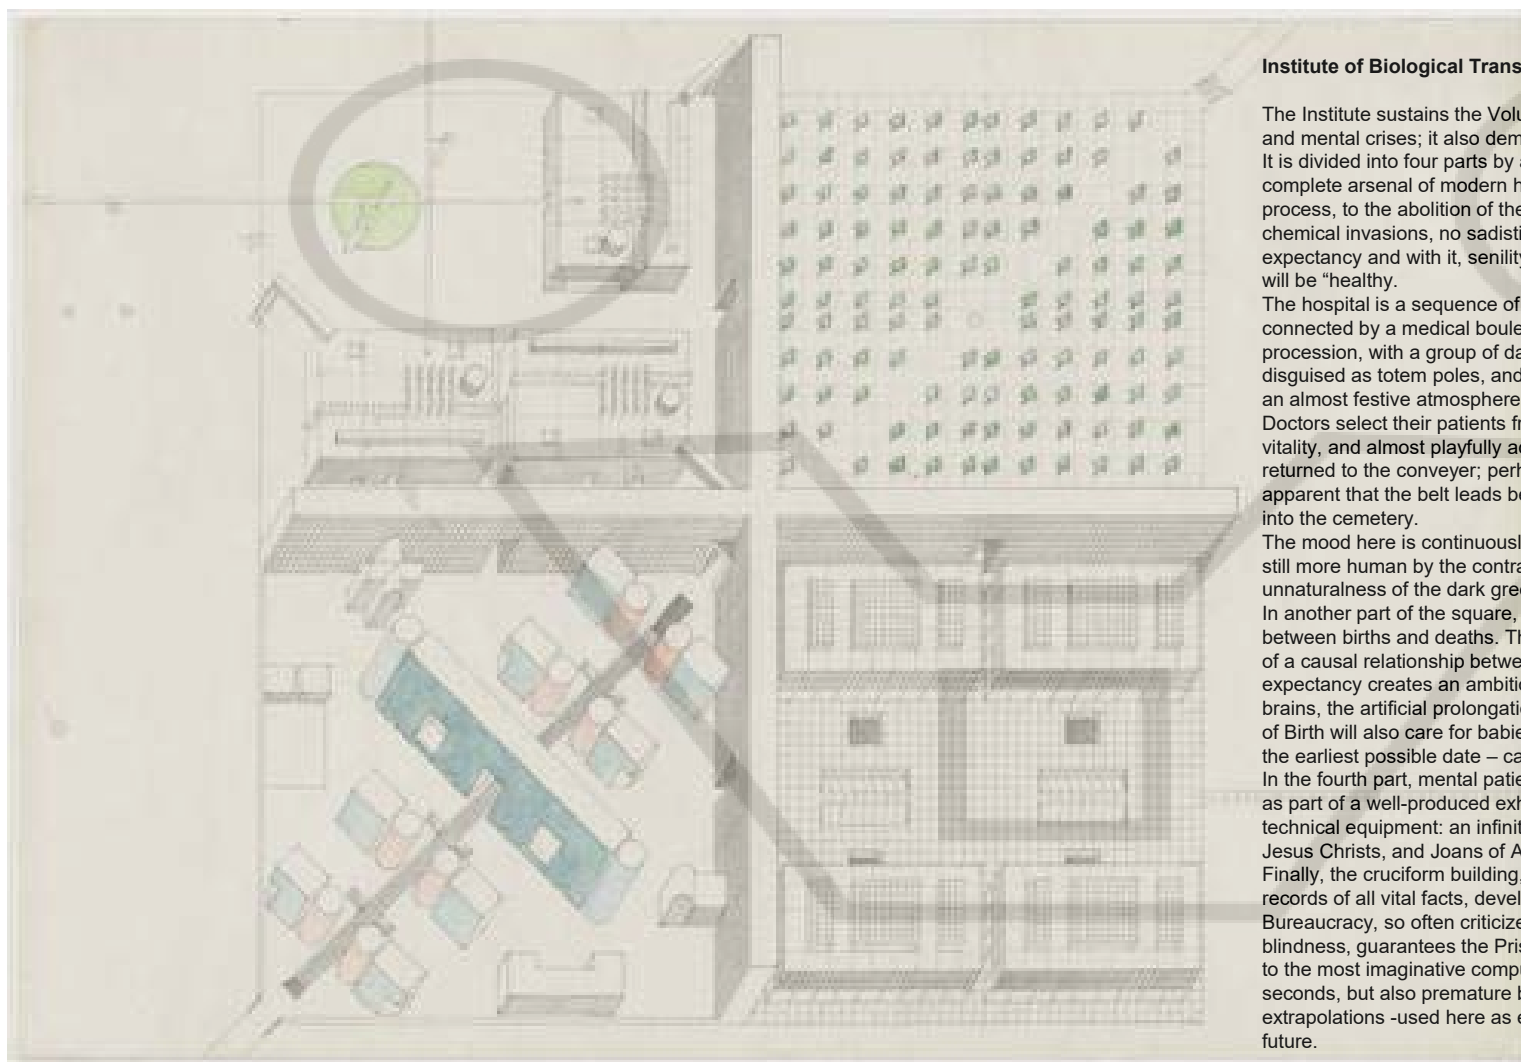 Institute of Biological Trans
The Institute sustains the Volu
and mental crises; it also dem
It is divided into four parts by a
complete arsenal of modern h
process, to the abolition of the
chemical invasions, no sadisti
expectancy and with it, senility
will be “healthy.
The hospital is a sequence of
connected by a medical boule
procession, with a group of da
disguised as totem poles, and
an almost festive atmosphere
Doctors select their patients fr
vitality, and almost playfully ac
returned to the conveyer; perh
apparent that the belt leads be
into the cemetery.
The mood here is continuousl
still more human by the contra
unnaturalness of the dark gree
In another part of the square,
between births and deaths. Th
of a causal relationship betwe
expectancy creates an ambitio
brains, the artificial prolongatio
of Birth will also care for babie
the earliest possible date – ca
In the fourth part, mental patie
as part of a well-produced exh
technical equipment: an infinit
Jesus Christs, and Joans of A
Finally, the cruciform building,
records of all vital facts, devel
Bureaucracy, so often criticize
blindness, guarantees the Pris
to the most imaginative compu
seconds, but also premature b
extrapolations -used here as e
future.